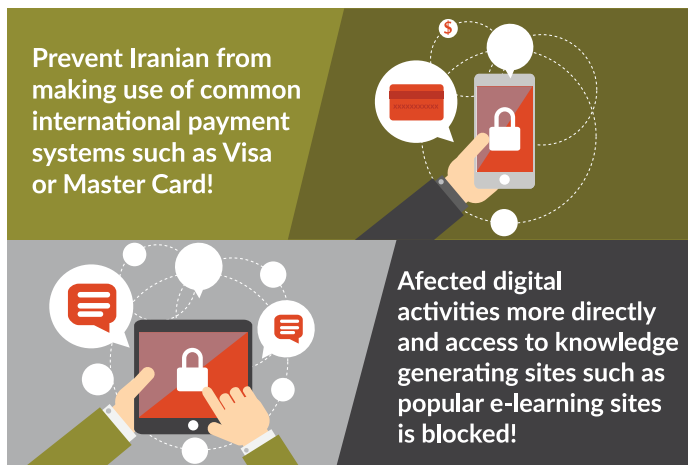 Prevent Iranian from
making use of common
international payment
systems such as Visa
or Master Card!
$
Afected digital
activities more directly
and access to knowledge
generating sites such as
popular e-learning sites
is blocked!